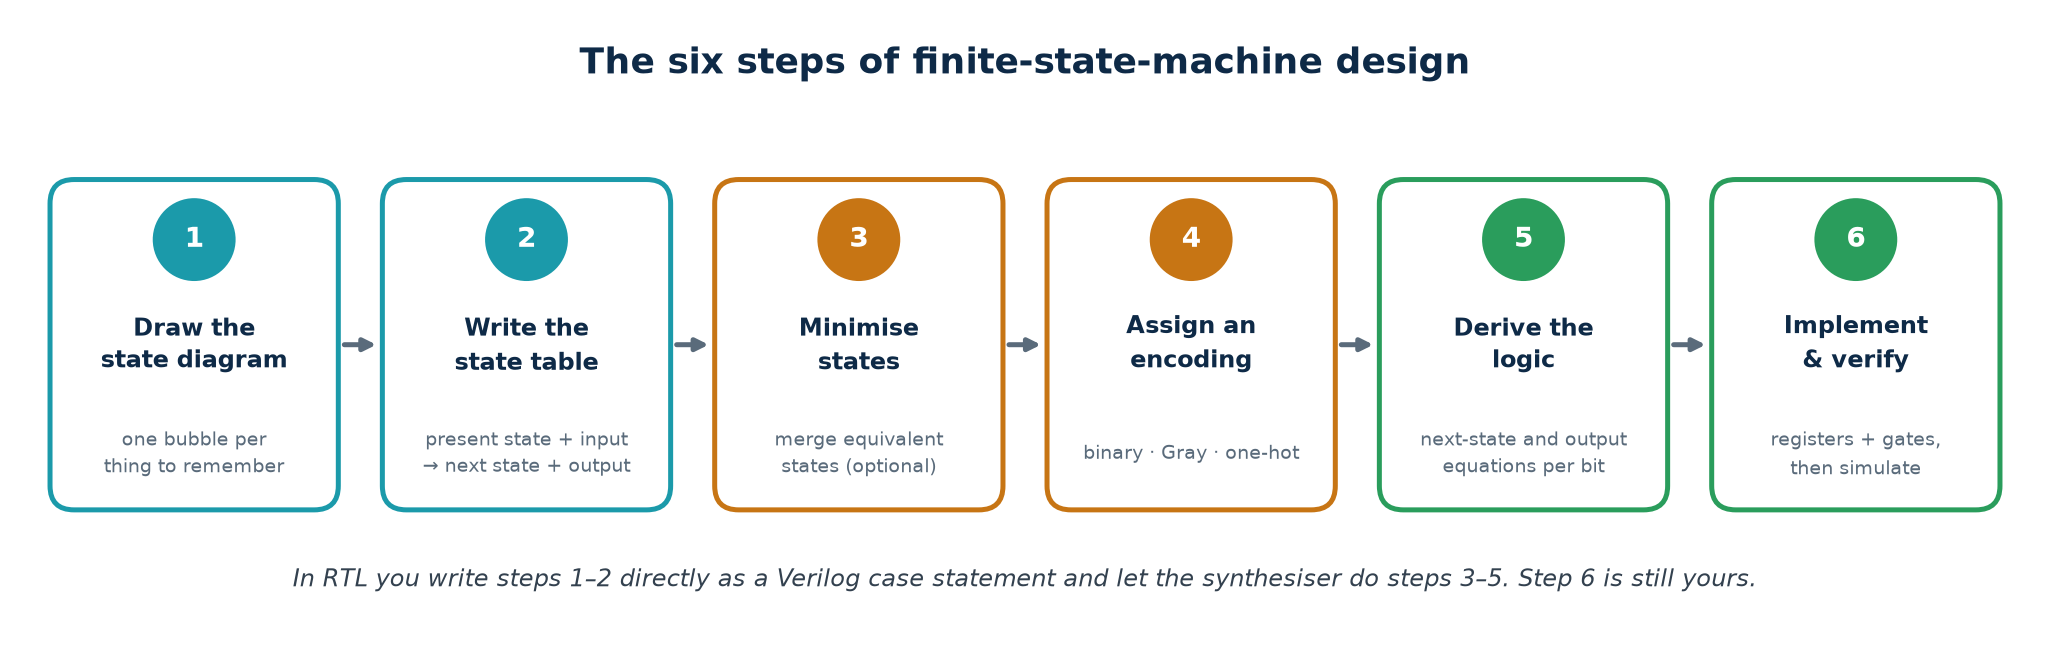 The six steps of finite-state-machine design
1
Draw the
state diagram
one bubble per
thing to remember
2
Write the
state table
present state + input
→ next state + output
3
Minimise
states
merge equivalent
states (optional)
4
Assign an
encoding
binary · Gray · one-hot
5
Derive the
logic
next-state and output
equations per bit
6
Implement
& verify
registers + gates,
then simulate
In RTL you write steps 1–2 directly as a Verilog case statement and let the synthesiser do steps 3–5. Step 6 is still yours.